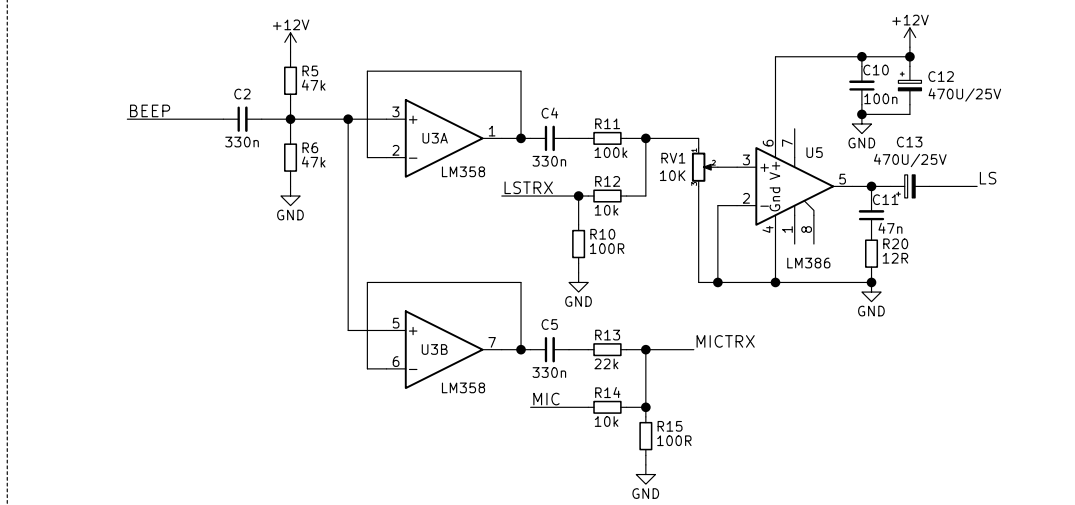 +12V
+12V
R5
47k
C10
100n
C12
470U/25V
BEEP
C2
330n
3
+
2
-
U3A
1
LM358
C4
330n
R11
100k
R6
47k
GND
GND
C13
470U/25V
RV1
10K
1
2
3
6
7
U5
3
+
2
-
V+
Gnd
4
1
8
LM386
5
LS
C11
47n
+
R20
12R
GND
LSTRX
R12
10k
R10
100R
GND
5
+
6
-
U3B
7
LM358
C5
330n
R13
22k
MICTRX
MIC
R14
10k
R15
100R
GND
+